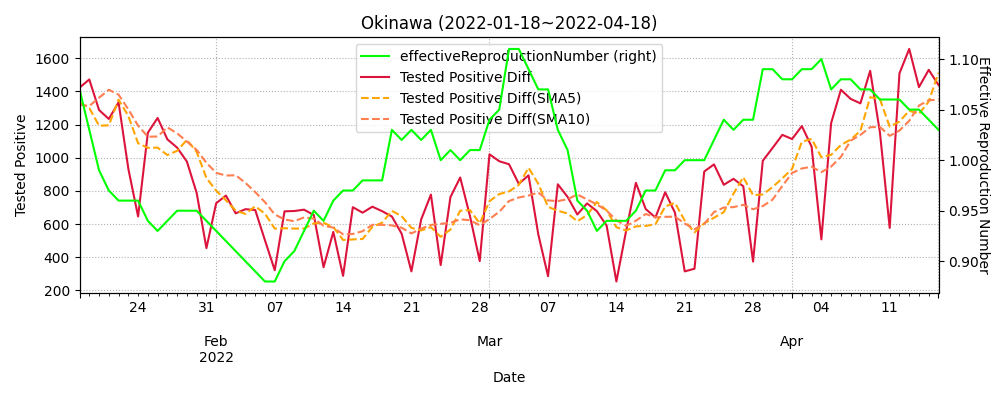 Okinawa (2022-01-18~2022-04-18)
effectiveReproductionNumber (right)
Tested Positive Diff
Tested Positive Diff(SMA5)
Tested Positive Diff(SMA10)
Tested Positive
1600
1400
1200
1000
800
600
400
200
1.10
1.05
1.00
0.95
0.90
Effective Reproduction Number
24 31 07 14 21 28 07 14 21 28 04 11
Feb Mar Apr
2022
Date